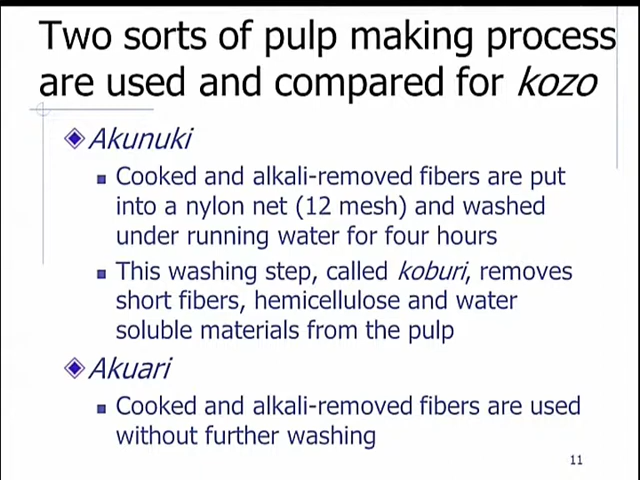 Two sorts of pulp making process
are used and compared for kozo
Akunuki
Cooked and alkali-removed fibers are put
into a nylon net (12 mesh) and washed
under running water for four hours
This washing step, called koburi, removes
short fibers, hemicellulose and water
soluble materials from the pulp
Akuari
Cooked and alkali-removed fibers are used
without further washing
11